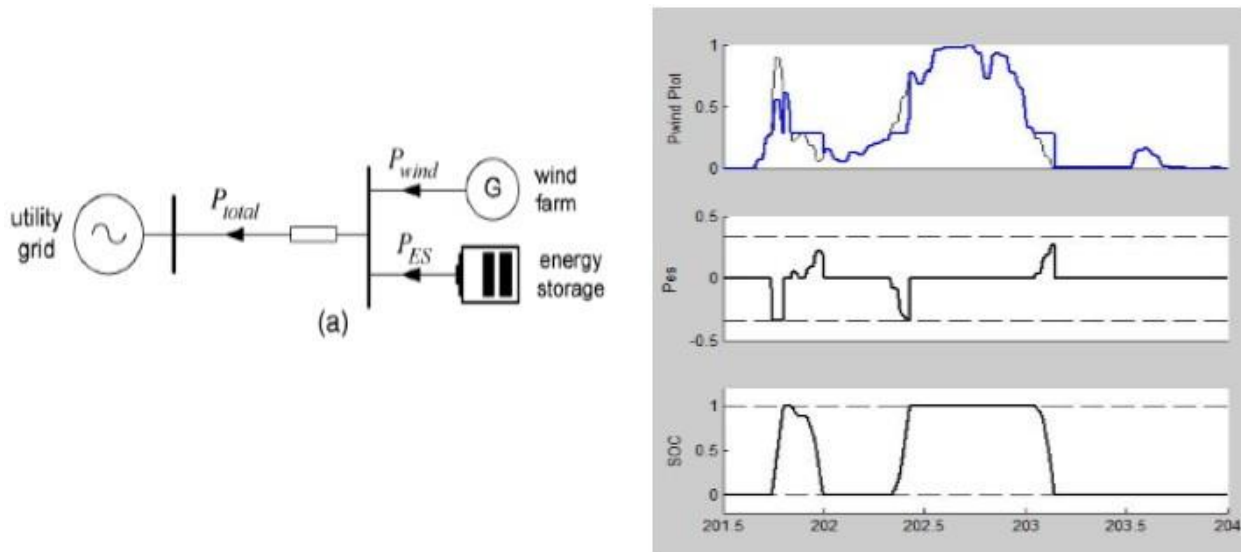 P_wind
G
wind
farm
P_total
utility
grid
P_ES
energy
storage
(a)
Pwind Ptot
1
0.5
0
Pes
0.5
0
-0.5
SOC
1
0.5
0
201.5 202 202.5 203 203.5 204